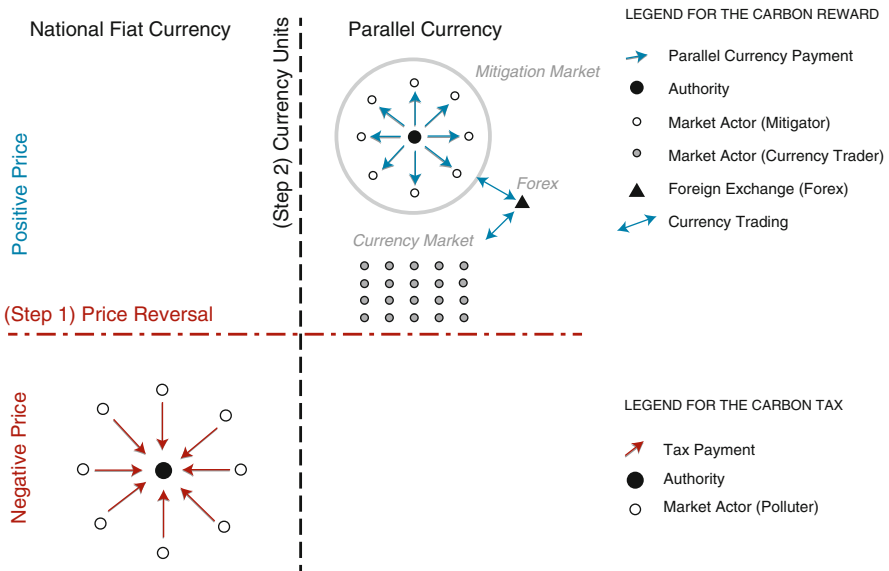 National Fiat Currency
(Step 2) Currency Units
Parallel Currency
Mitigation Market
Forex
Currency Market
Positive Price
(Step 1) Price Reversal
Negative Price
LEGEND FOR THE CARBON REWARD
Parallel Currency Payment
Authority
Market Actor (Mitigator)
Market Actor (Currency Trader)
Foreign Exchange (Forex)
Currency Trading
LEGEND FOR THE CARBON TAX
Tax Payment
Authority
Market Actor (Polluter)